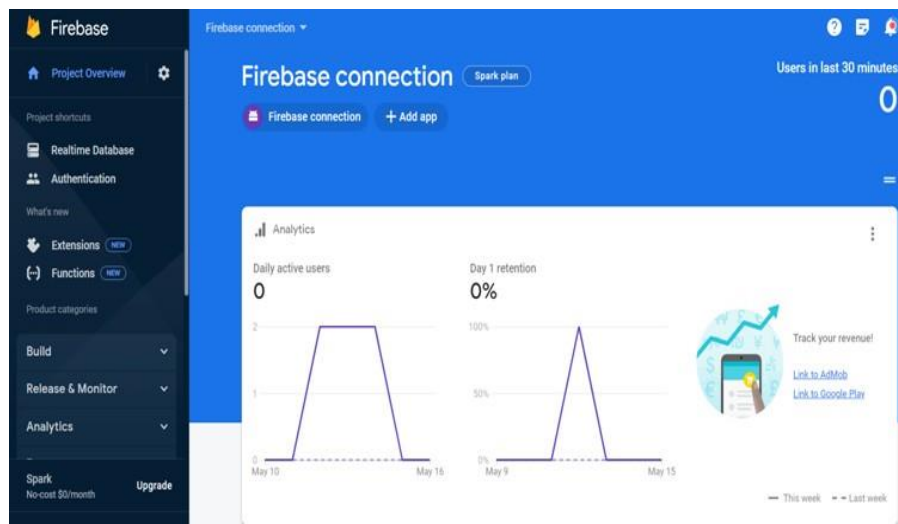 Firebase
Project Overview
Project shortcuts
Realtime Database
Authentication
What's new
Extensions NEW
Functions NEW
Product categories
Build
Release & Monitor
Analytics
Spark
No-cost $0/month
Upgrade
Firebase connection
Firebase connection Spark plan
Firebase connection + Add app
Users in last 30 minutes
0
Analytics
Daily active users
0
2
1
0
May 10 May 16
Day 1 retention
0%
100%
50%
0%
May 9 May 15
Track your revenue!
Link to AdMob
Link to Google Play
This week Last week